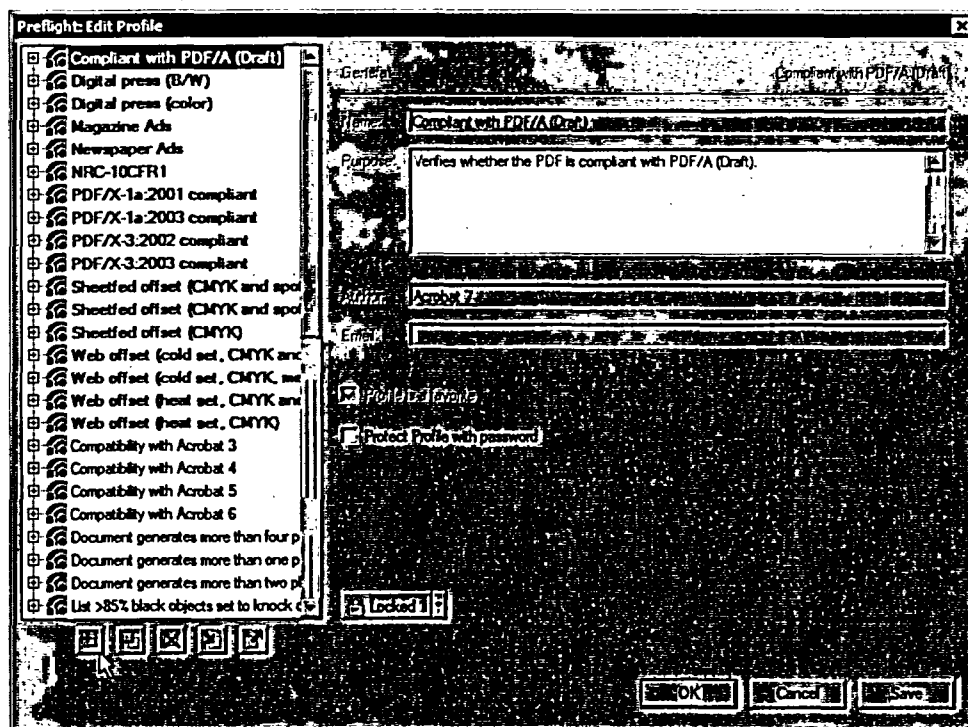 Preflight: Edit Profile
Compliant with PDF/A (Draft)
Digital press (B/W)
Digital press (color)
Magazine Ads
Newspaper Ads
NRC-10CFR1
PDF/X-1a:2001 compliant
PDF/X-1a:2003 compliant
PDF/X-3:2002 compliant
PDF/X-3:2003 compliant
Sheetfed offset (CMYK and spot
Sheetfed offset (CMYK and spot
Sheetfed offset (CMYK)
Web offset (cold set, CMYK and
Web offset (cold set, CMYK,
Web offset (heat set, CMYK and
Web offset (heat set, CMYK)
Compatibility with Acrobat 3
Compatibility with Acrobat 4
Compatibility with Acrobat 5
Compatibility with Acrobat 6
Document generates more than four p
Document generates more than one p
Document generates more than two pl
List >85% black objects set to knock
General
Compliant with PDF/A (Draft)
Name:
Compliant with PDF/A (Draft)
Purpose:
Verifies whether the PDF is compliant with PDF/A (Draft).
Author:
Acrobat 7
Email:
Profile is Favorite
Protect Profile with password
Locked
OK
Cancel
Save